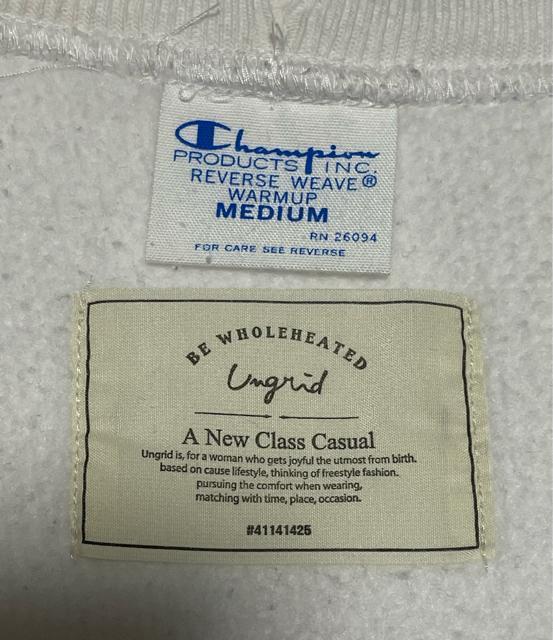 Champion
PRODUCTS INC.
REVERSE WEAVE®
WARMUP
MEDIUM
RN 26094
FOR CARE SEE REVERSE
BE WHOLEHEATED
Ungrid
A New Class Casual
Ungrid is, for a woman who gets joyful the utmost from birth.
based on cause lifestyle, thinking of freestyle fashion.
pursuing the comfort when wearing,
matching with time, place, occasion.
#41141425